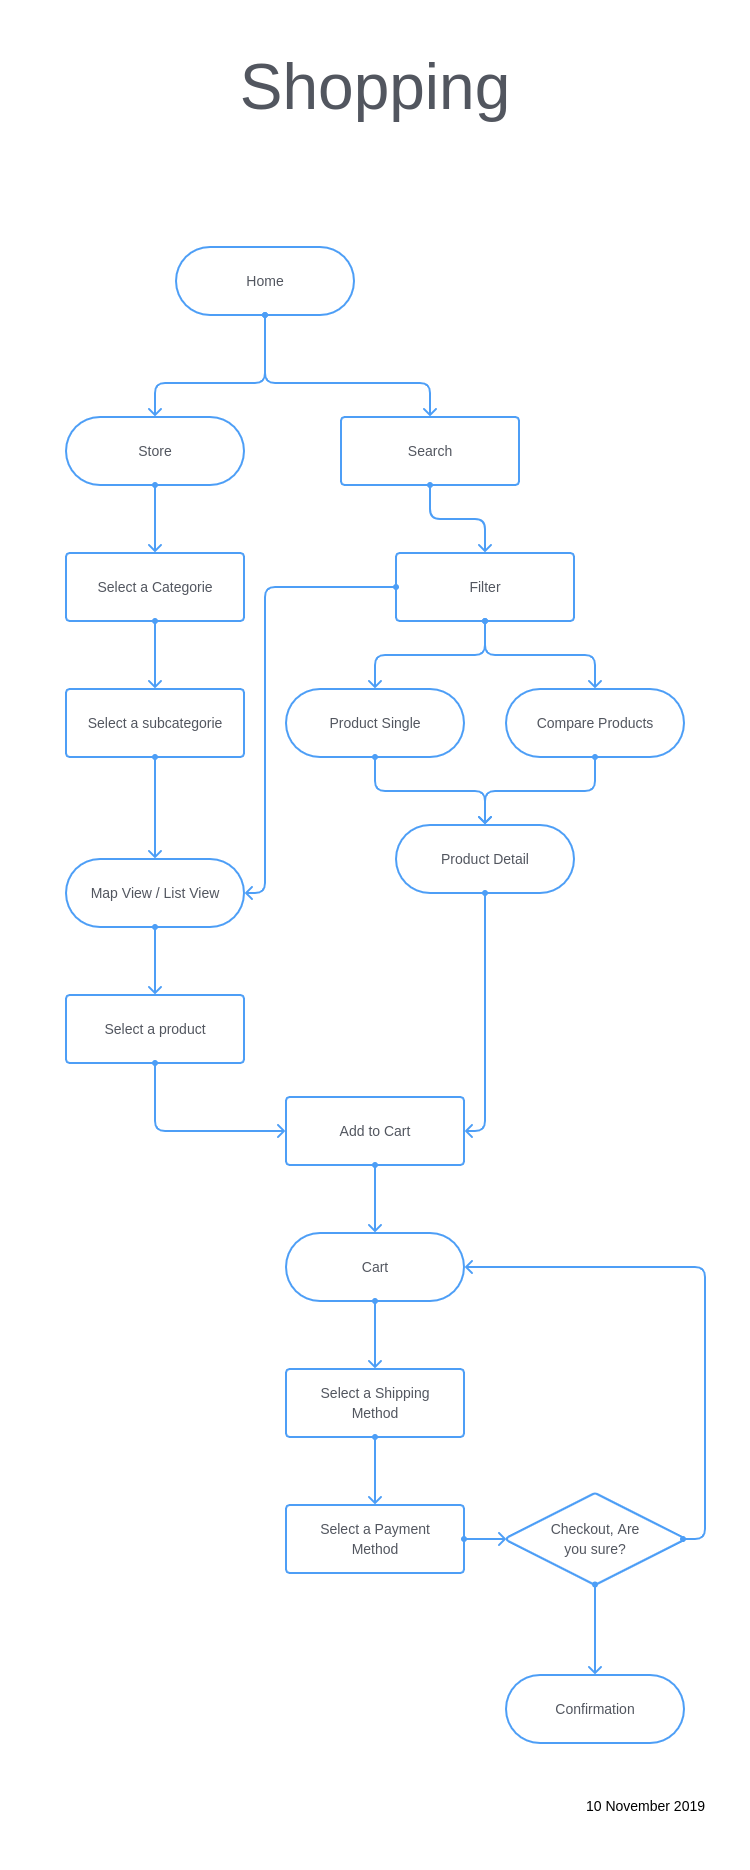 Shopping
Home
Store
Search
Select a Categorie
Filter
Select a subcategorie
Product Single
Compare Products
Map View / List View
Product Detail
Select a product
Add to Cart
Cart
Select a Shipping
Method
Select a Payment
Method
Checkout, Are
you sure?
Confirmation
10 November 2019